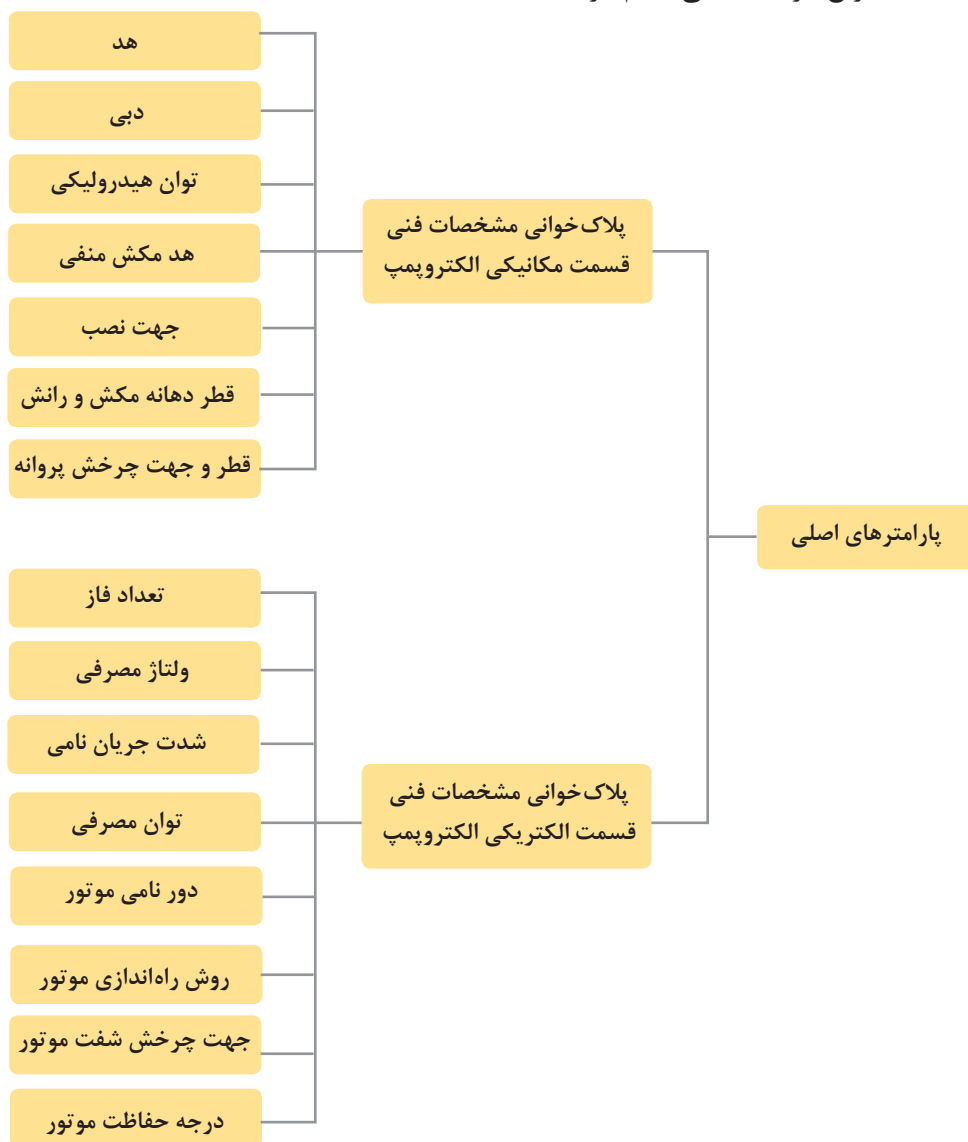 هد
دبی
توان هیدرولیکی
هد مکش منفی
جهت نصب
قطر دهانه مکش و رانش
قطر و جهت چرخش پروانه
پلاک‌خوانی مشخصات فنی
قسمت مکانیکی الکتروپمپ
پارامترهای اصلی
تعداد فاز
ولتاژ مصرفی
شدت جریان نامی
توان مصرفی
دور نامی موتور
روش راه‌اندازی موتور
جهت چرخش شفت موتور
درجه حفاظت موتور
پلاک‌خوانی مشخصات فنی
قسمت الکتریکی الکتروپمپ